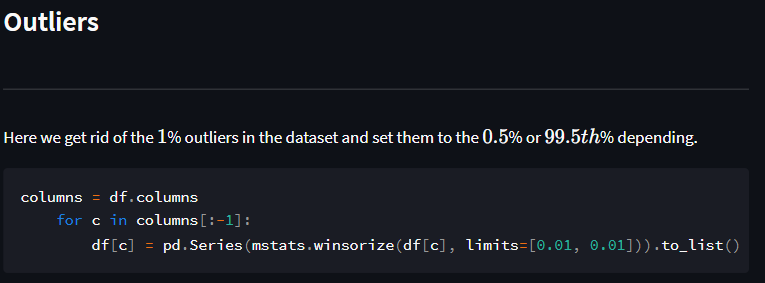 Outliers
Here we get rid of the 1% outliers in the dataset and set them to the 0.5% or 99.5th% depending.
columns = df.columns
    for c in columns[:-1]:
        df[c] = pd.Series(mstats.winsorize(df[c], limits=[0.01, 0.01])).to_list()